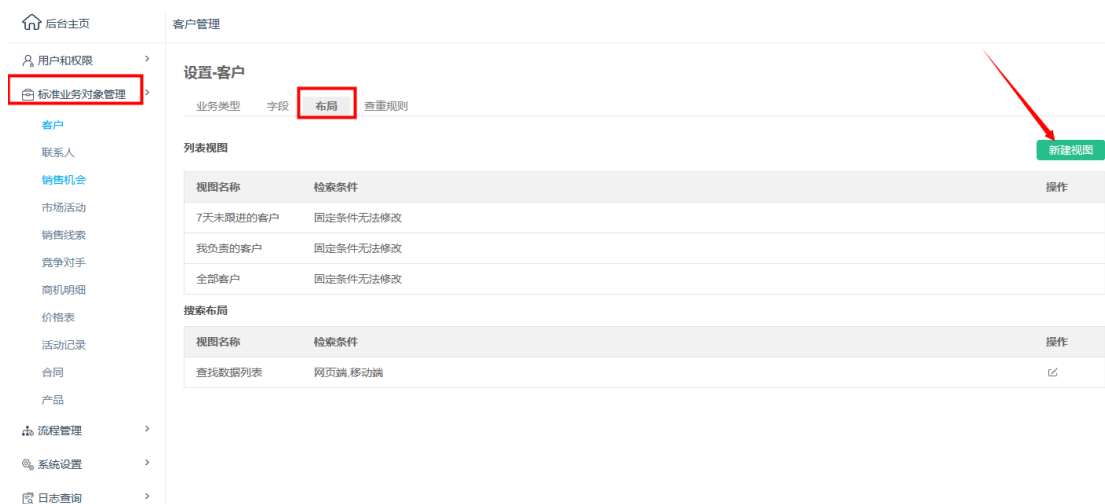 后台主页
客户管理
用户和权限
标准业务对象管理
客户
联系人
销售机会
市场活动
销售线索
竞争对手
商机明细
价格表
活动记录
合同
产品
流程管理
系统设置
日志查询
设置-客户
业务类型 字段 布局 查重规则
列表视图 新建视图
视图名称 检索条件 操作
7天未跟进的客户 固定条件无法修改
我负责的客户 固定条件无法修改
全部客户 固定条件无法修改
搜索布局
视图名称 检索条件 操作
查找数据列表 网页端,移动端